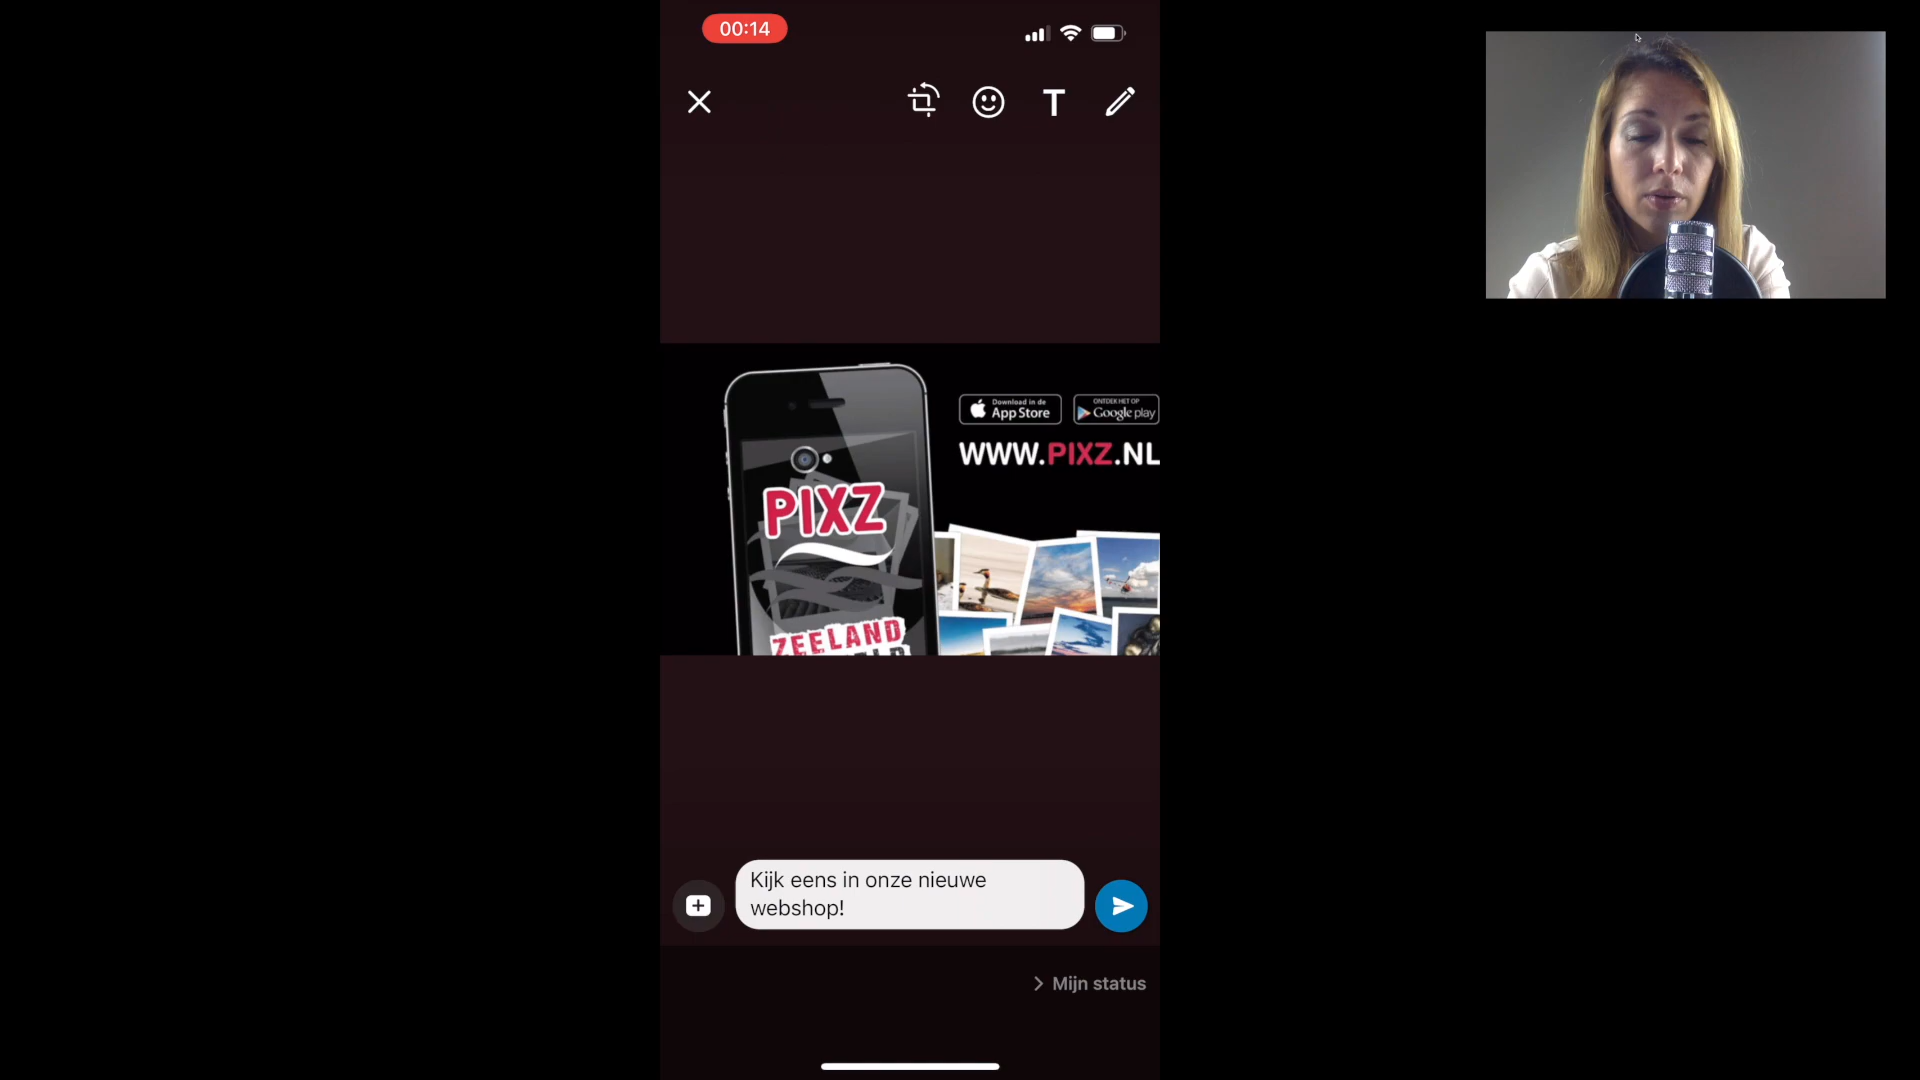 00:14
T
Download in de
App Store
ONTDEK HET OP
Google play
WWW.PIXZ.NL
PIXZ
ZEELAND
Kijk eens in onze nieuwe
webshop!
Mijn status